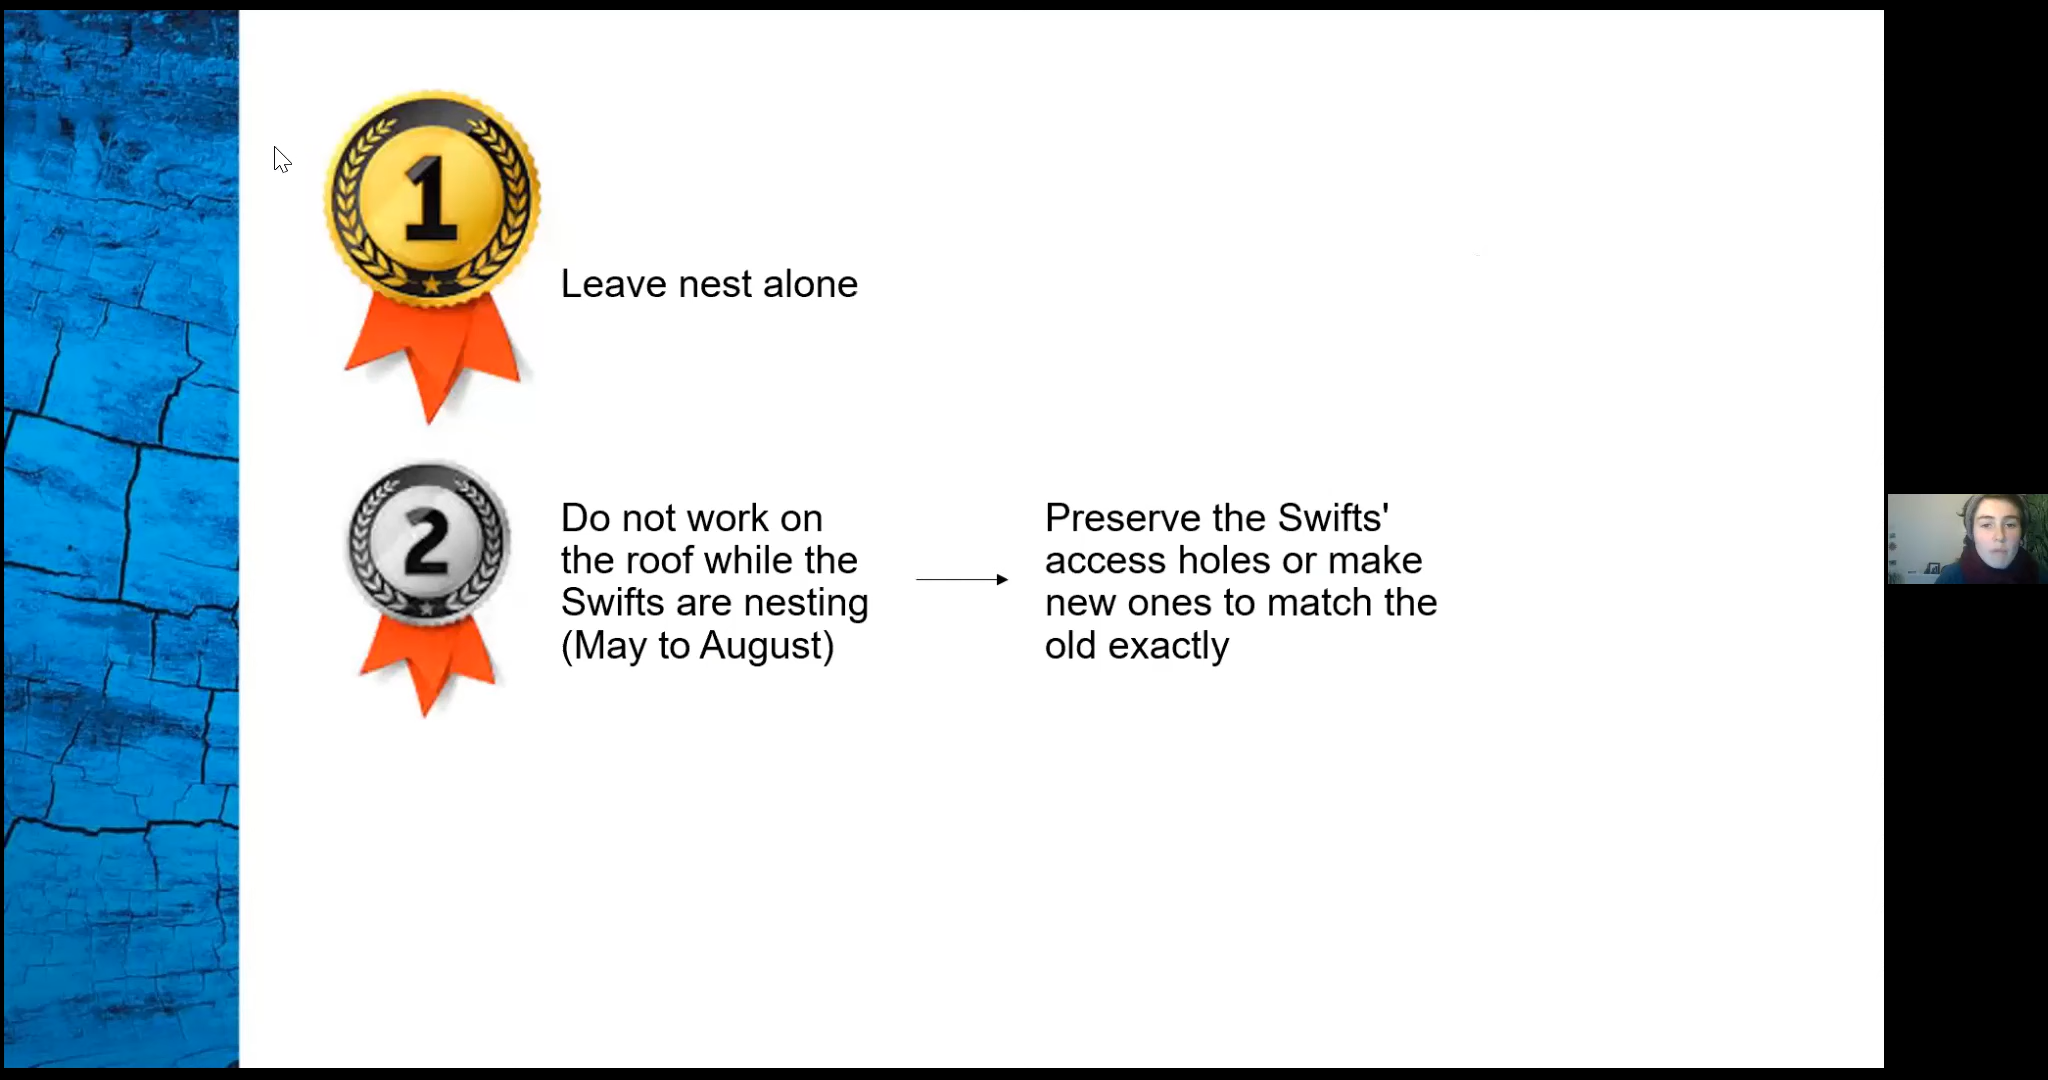 1
Leave nest alone
2
Do not work on
the roof while the
Swifts are nesting
(May to August)
Preserve the Swifts'
access holes or make
new ones to match the
old exactly